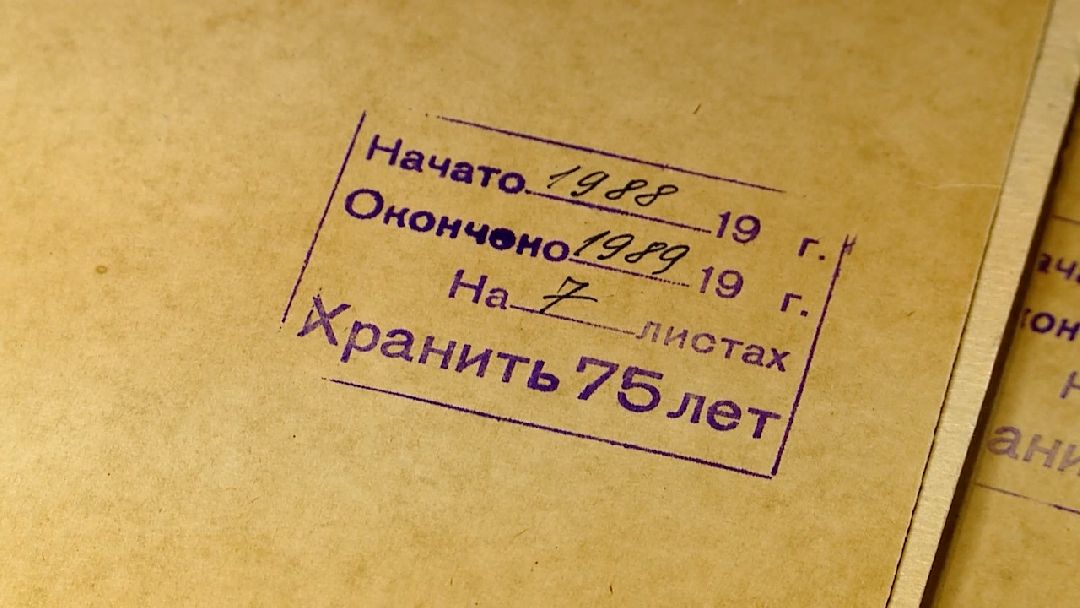 Начато 1988 19 г.
Окончено 1989 19 г.
На 7 листах
Хранить 75 лет